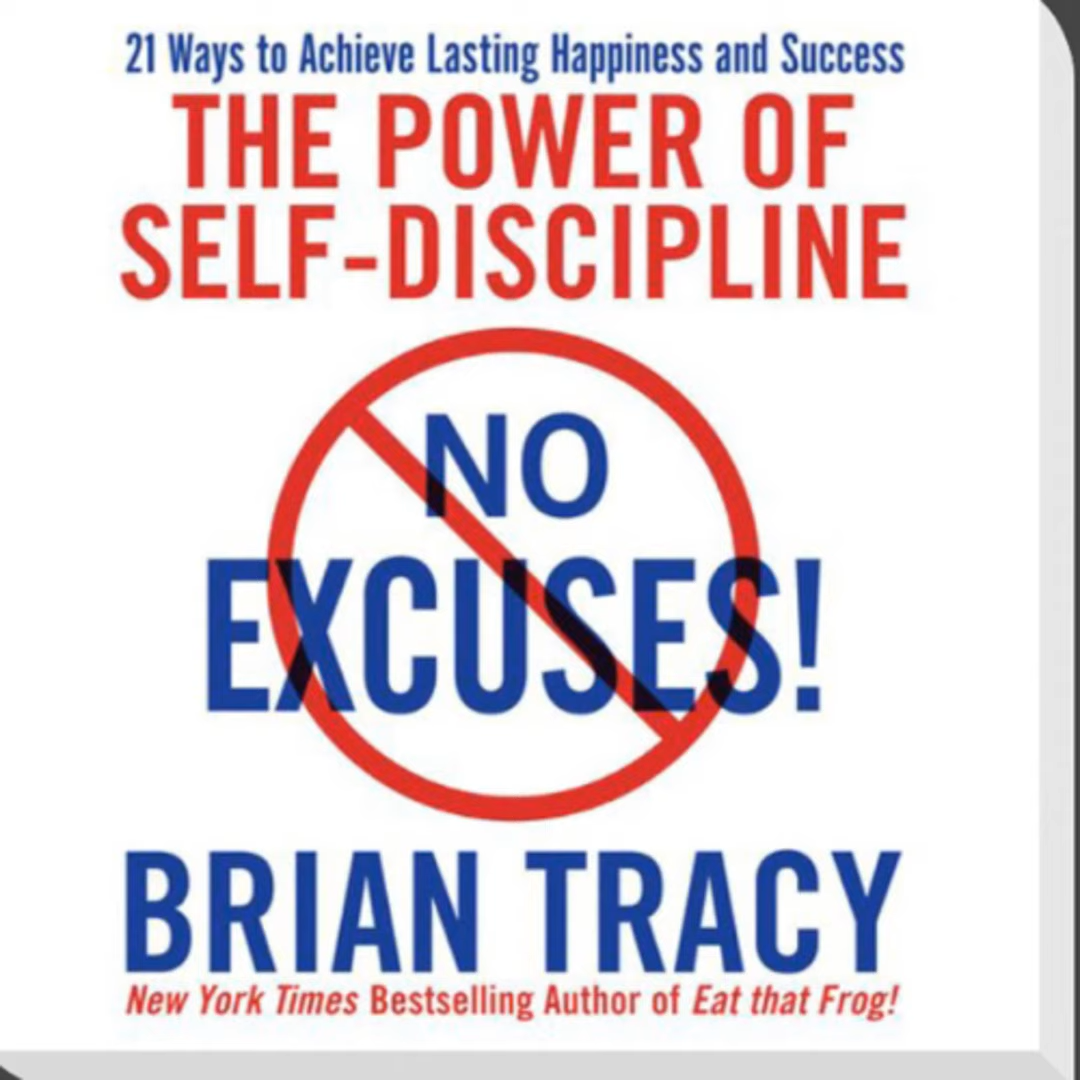 21 Ways to Achieve Lasting Happiness and Success
THE POWER OF
SELF-DISCIPLINE
NO
EXCUSES!
BRIAN TRACY
New York Times Bestselling Author of Eat that Frog!